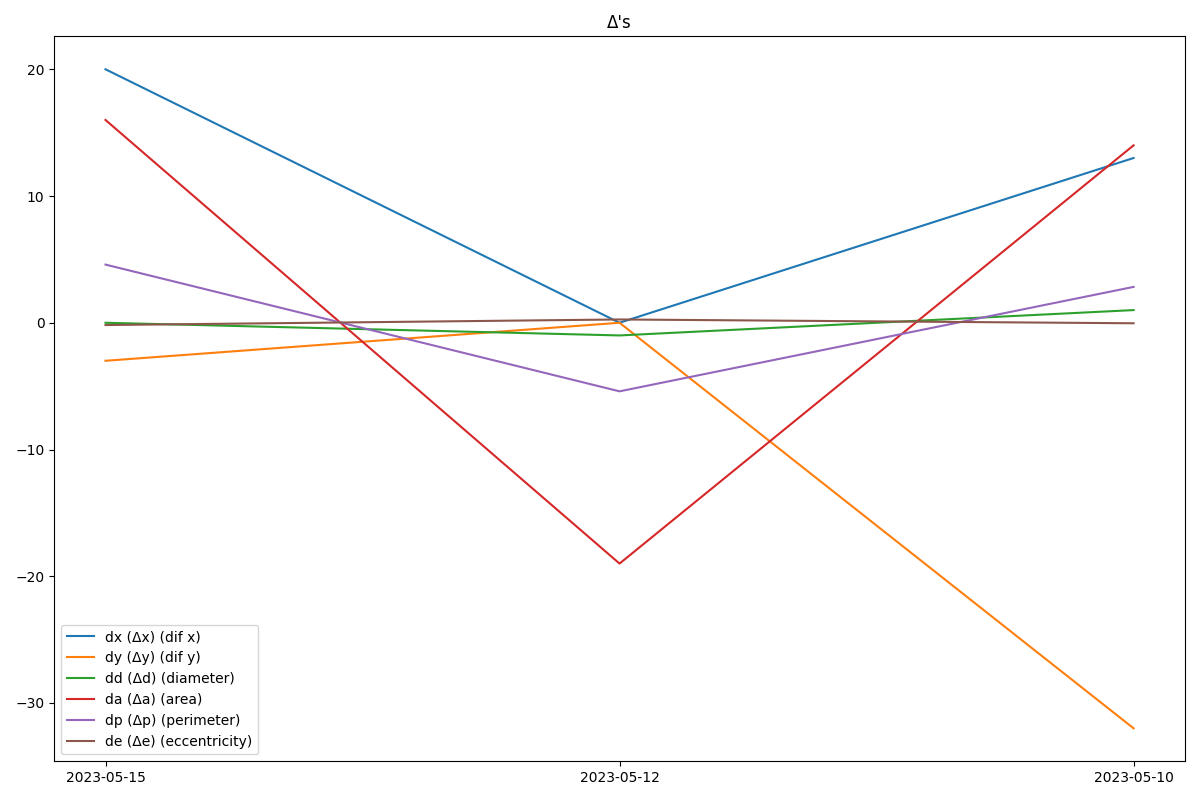 Δ's
20
10
0
−10
−20
−30
dx (Δx) (dif x)
dy (Δy) (dif y)
dd (Δd) (diameter)
da (Δa) (area)
dp (Δp) (perimeter)
de (Δe) (eccentricity)
2023-05-15
2023-05-12
2023-05-10